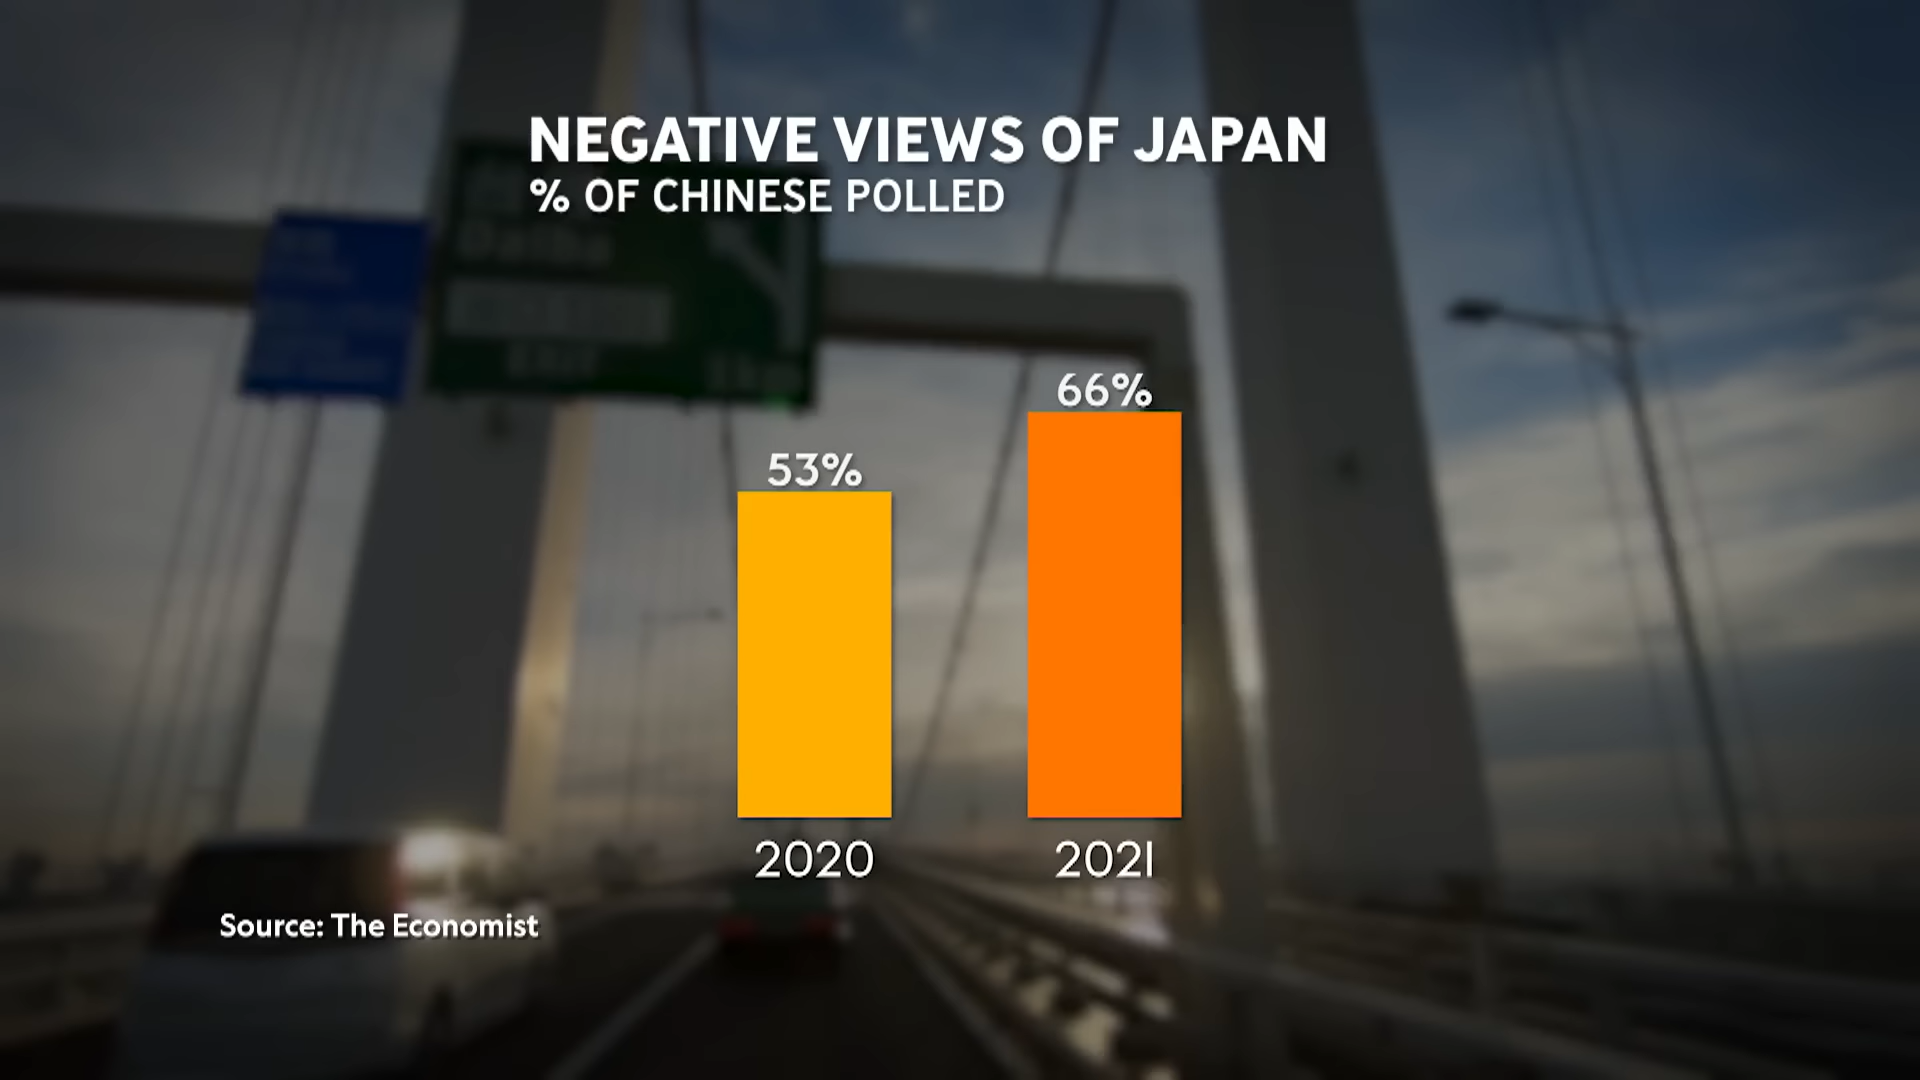 NEGATIVE VIEWS OF JAPAN
% OF CHINESE POLLED
66%
53%
2020
2021
Source: The Economist